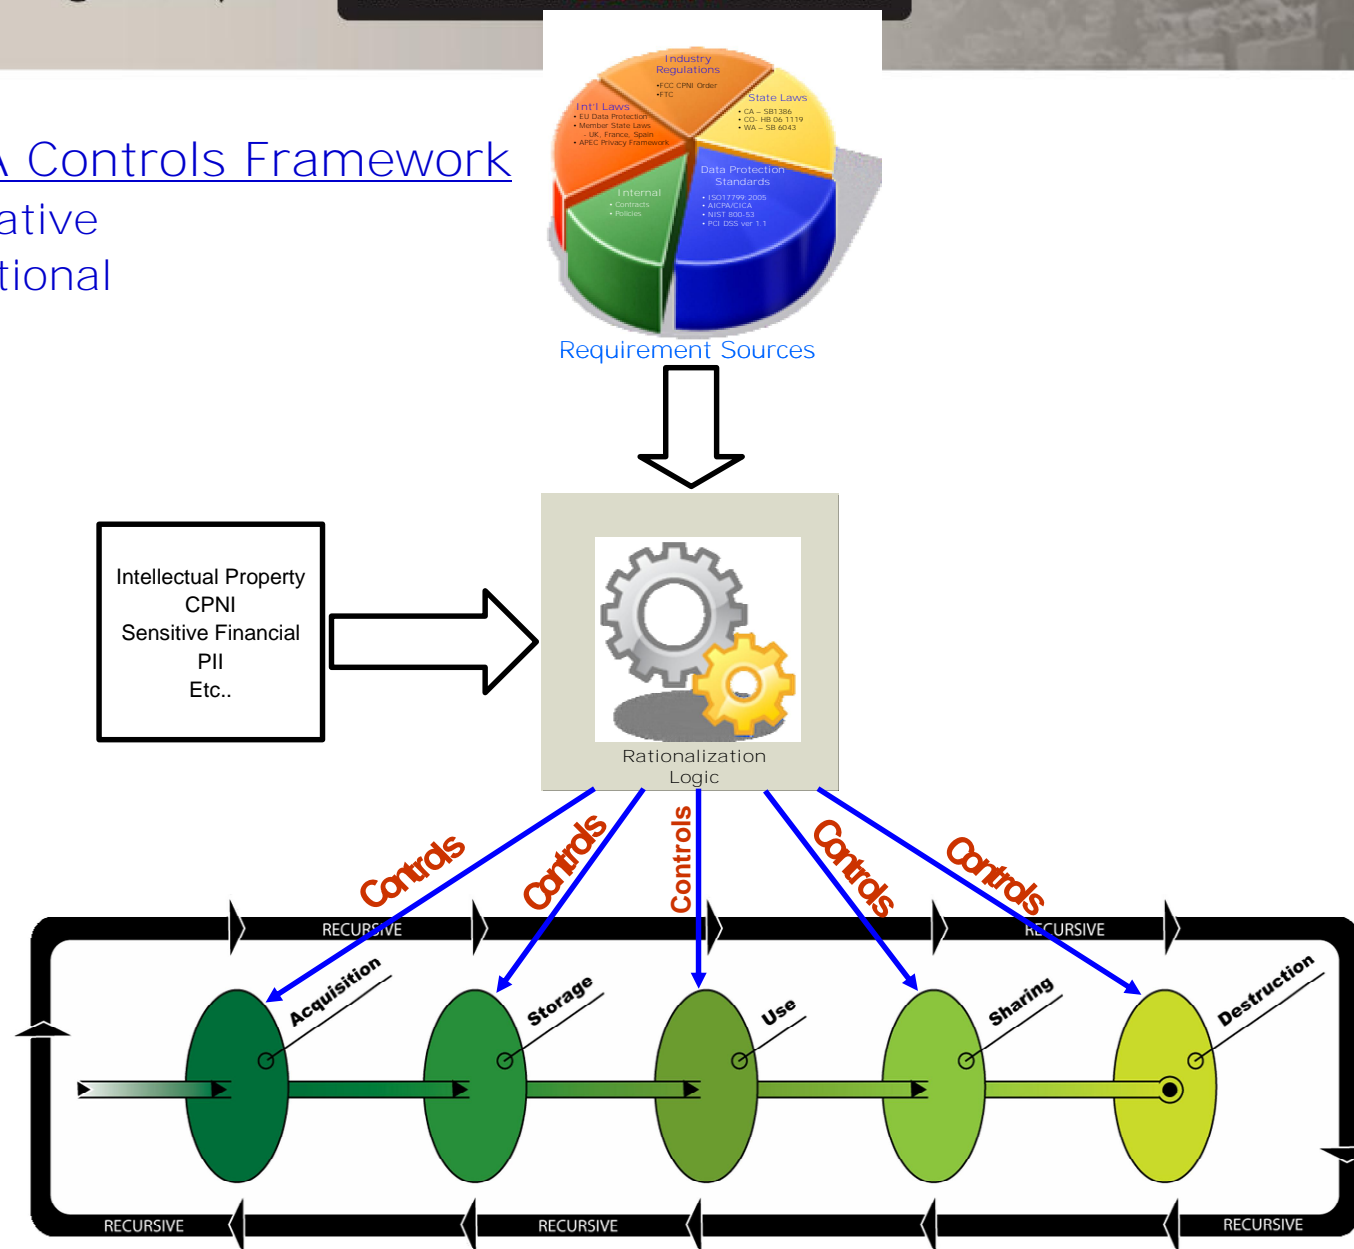 A Controls Framework
ative
tional
Industry
Regulations
•FCC CPNI Order
•FTC
State Laws
• CA – SB1386
• CO- HB 06 1119
• WA – SB 6043
Int'l Laws
• EU Data Protection
• Member State Laws
- UK, France, Spain
• APEC Privacy Framework
Data Protection
Standards
• ISO17799:2005
• AICPA/CICA
• NIST 800-53
• PCI DSS ver 1.1
Internal
• Contracts
• Policies
Requirement Sources
Intellectual Property
CPNI
Sensitive Financial
PII
Etc..
Rationalization
Logic
Controls
Controls
Controls
Controls
Controls
RECURSIVE
RECURSIVE
Acquisition
Storage
Use
Sharing
Destruction
RECURSIVE
RECURSIVE
RECURSIVE